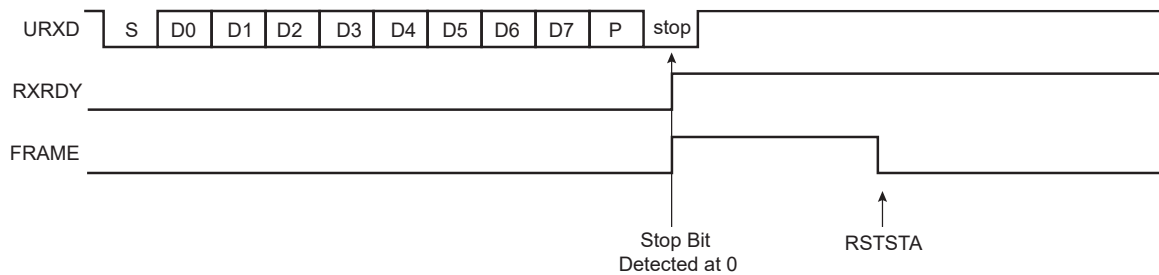 URXD S D0 D1 D2 D3 D4 D5 D6 D7 P stop
RXRDY
FRAME
Stop Bit
Detected at 0
RSTSTA